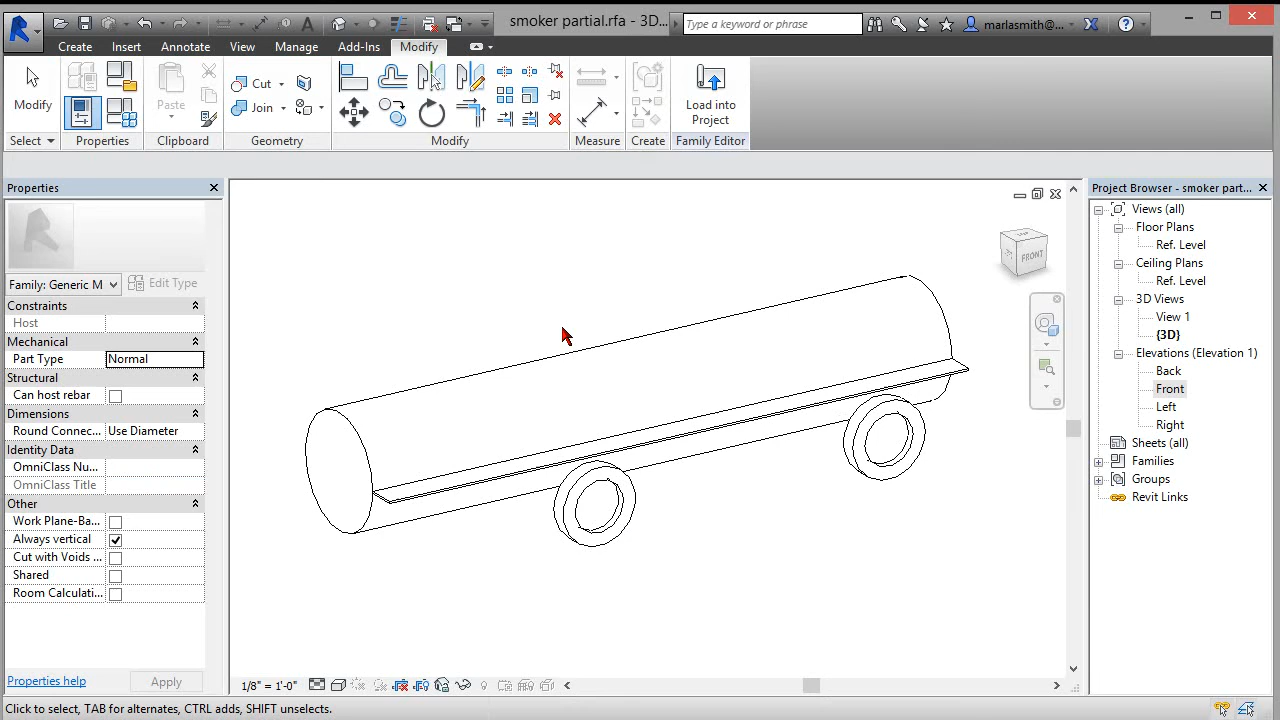 smoker partial.rfa - 3D...
Type a keyword or phrase
marlasmith@...
Create
Insert
Annotate
View
Manage
Add-Ins
Modify
Modify
Paste
Cut
Join
Load into
Project
Select
Properties
Clipboard
Geometry
Modify
Measure
Create
Family Editor
Properties
Family: Generic M
Edit Type
Constraints
Host
Mechanical
Part Type
Normal
Structural
Can host rebar
Dimensions
Round Connec...
Use Diameter
Identity Data
OmniClass Nu...
OmniClass Title
Other
Work Plane-Ba...
Always vertical
Cut with Voids ...
Shared
Room Calculati...
Properties help
Apply
FRONT
Project Browser - smoker part...
Views (all)
Floor Plans
Ref. Level
Ceiling Plans
Ref. Level
3D Views
View 1
{3D}
Elevations (Elevation 1)
Back
Front
Left
Right
Sheets (all)
Families
Groups
Revit Links
1/8" = 1'-0"
Click to select, TAB for alternates, CTRL adds, SHIFT unselects.